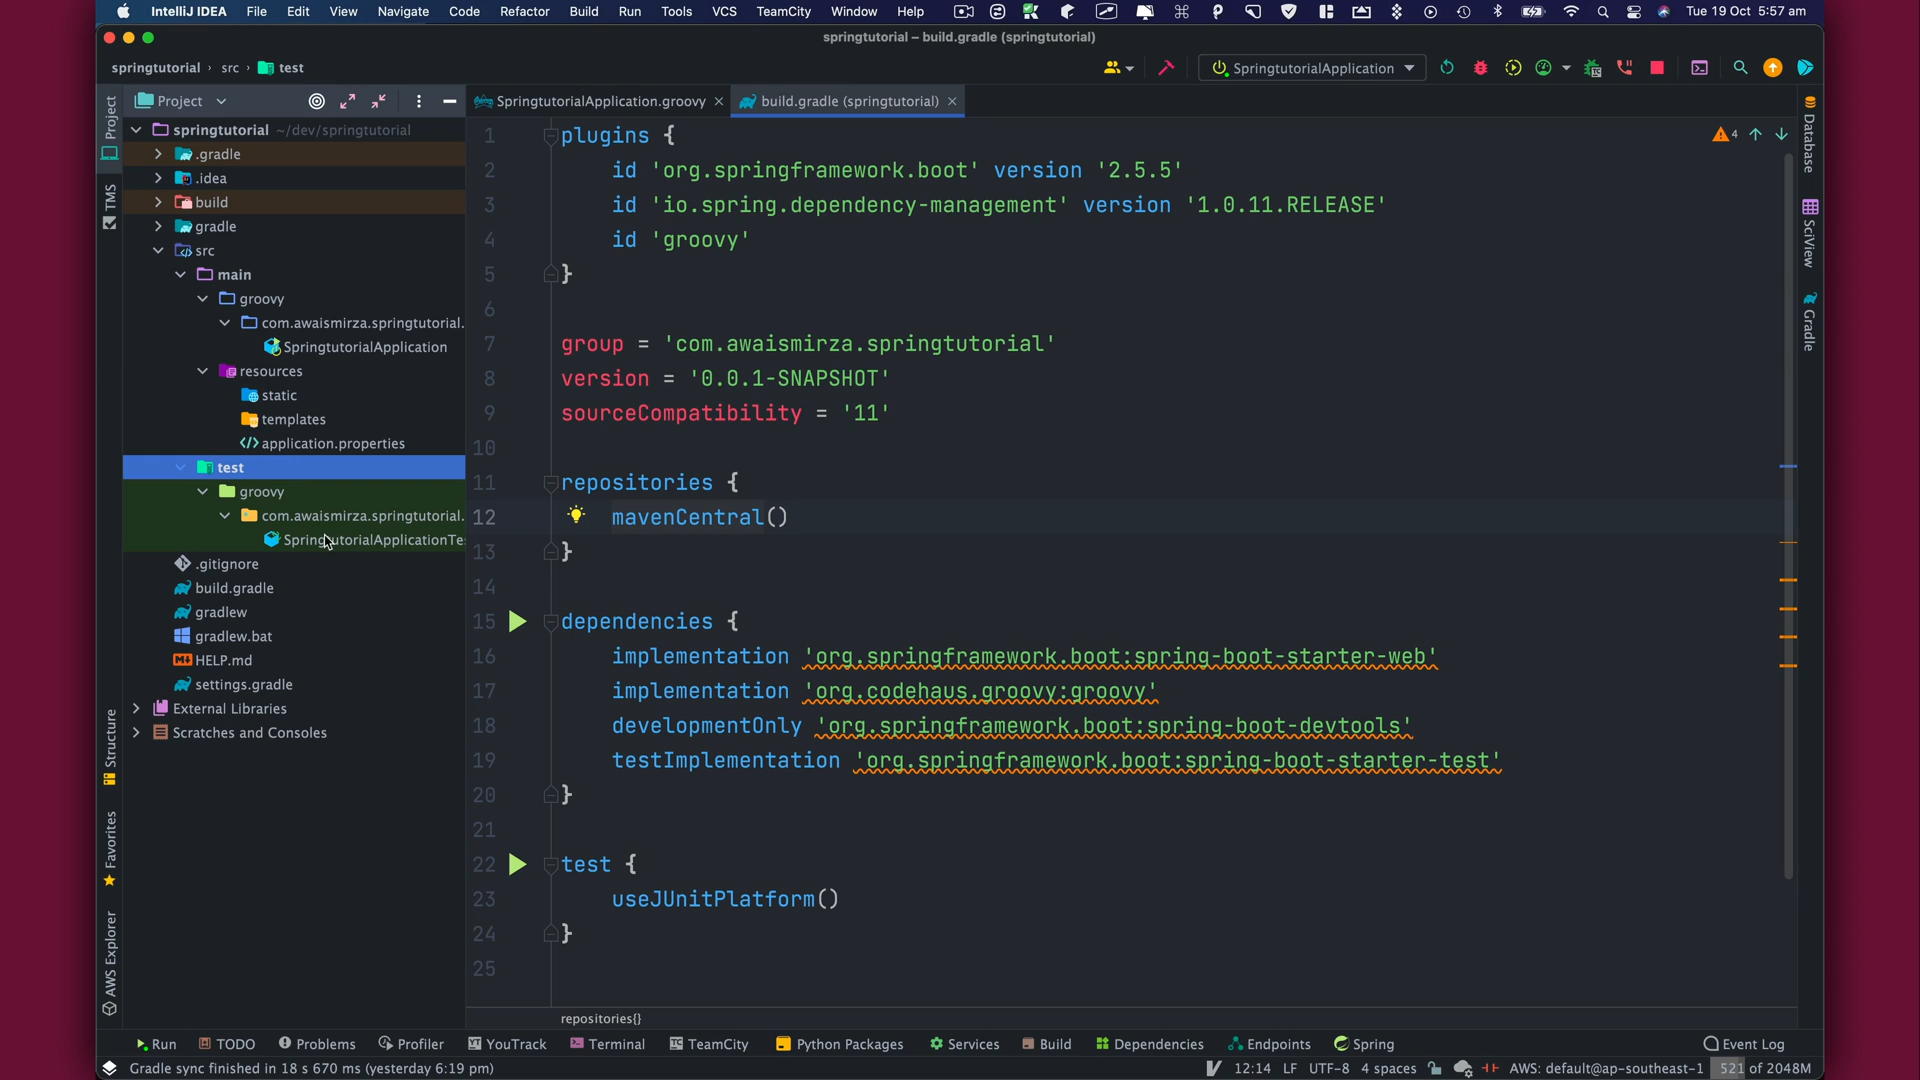 IntelliJ IDEA File Edit View Navigate Code Refactor Build Run Tools VCS TeamCity Window Help Tue 19 Oct 5:57 am
springtutorial – build.gradle (springtutorial)
springtutorial › src › test
SpringtutorialApplication
Project
SpringtutorialApplication.groovy
build.gradle (springtutorial)
springtutorial ~/dev/springtutorial
.gradle
.idea
build
gradle
src
main
groovy
com.awaismirza.springtutorial.
SpringtutorialApplication
resources
static
templates
application.properties
test
groovy
com.awaismirza.springtutorial.
SpringtutorialApplicationTe
.gitignore
build.gradle
gradlew
gradlew.bat
HELP.md
settings.gradle
External Libraries
Scratches and Consoles
Project
TMS
Structure
Favorites
AWS Explorer
1 plugins {
2 id 'org.springframework.boot' version '2.5.5'
3 id 'io.spring.dependency-management' version '1.0.11.RELEASE'
4 id 'groovy'
5 }
6
7 group = 'com.awaismirza.springtutorial'
8 version = '0.0.1-SNAPSHOT'
9 sourceCompatibility = '11'
10
11 repositories {
12 mavenCentral()
13 }
14
15 dependencies {
16 implementation 'org.springframework.boot:spring-boot-starter-web'
17 implementation 'org.codehaus.groovy:groovy'
18 developmentOnly 'org.springframework.boot:spring-boot-devtools'
19 testImplementation 'org.springframework.boot:spring-boot-starter-test'
20 }
21
22 test {
23 useJUnitPlatform()
24 }
25
4
Database
SciView
Gradle
repositories{}
Run TODO Problems Profiler YouTrack Terminal TeamCity Python Packages Services Build Dependencies Endpoints Spring Event Log
Gradle sync finished in 18 s 670 ms (yesterday 6:19 pm) 12:14 LF UTF-8 4 spaces AWS: default@ap-southeast-1 521 of 2048M